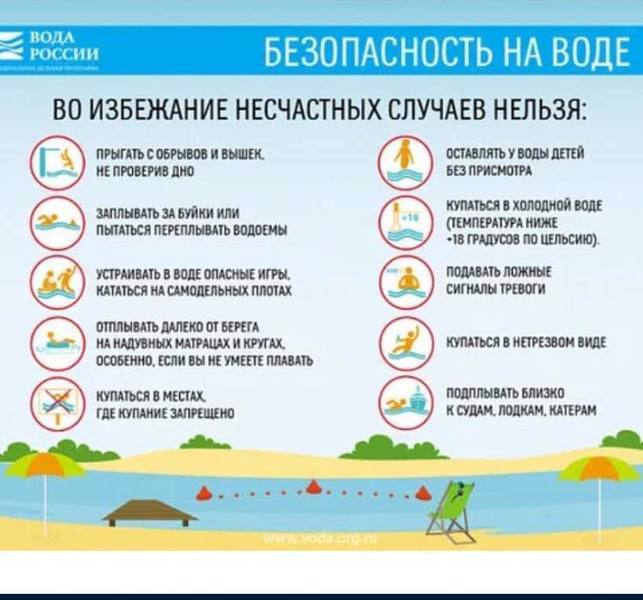 ВОДА
РОССИИ
БЕЗОПАСНОСТЬ НА ВОДЕ
ВО ИЗБЕЖАНИЕ НЕСЧАСТНЫХ СЛУЧАЕВ НЕЛЬЗЯ:
ПРЫГАТЬ С ОБРЫВОВ И ВЫШЕК,
НЕ ПРОВЕРИВ ДНО
ЗАПЛЫВАТЬ ЗА БУЙКИ ИЛИ
ПЫТАТЬСЯ ПЕРЕПЛЫВАТЬ ВОДОЕМЫ
УСТРАИВАТЬ В ВОДЕ ОПАСНЫЕ ИГРЫ,
КАТАТЬСЯ НА САМОДЕЛЬНЫХ ПЛОТАХ
ОТПЛЫВАТЬ ДАЛЕКО ОТ БЕРЕГА
НА НАДУВНЫХ МАТРАЦАХ И КРУГАХ,
ОСОБЕННО, ЕСЛИ ВЫ НЕ УМЕЕТЕ ПЛАВАТЬ
КУПАТЬСЯ В МЕСТАХ,
ГДЕ КУПАНИЕ ЗАПРЕЩЕНО
ОСТАВЛЯТЬ У ВОДЫ ДЕТЕЙ
БЕЗ ПРИСМОТРА
+18
КУПАТЬСЯ В ХОЛОДНОЙ ВОДЕ
(ТЕМПЕРАТУРА НИЖЕ
+18 ГРАДУСОВ ПО ЦЕЛЬСИЮ).
ПОДАВАТЬ ЛОЖНЫЕ
СИГНАЛЫ ТРЕВОГИ
КУПАТЬСЯ В НЕТРЕЗВОМ ВИДЕ
ПОДПЛЫВАТЬ БЛИЗКО
К СУДАМ, ЛОДКАМ, КАТЕРАМ
www.voda.org.ru